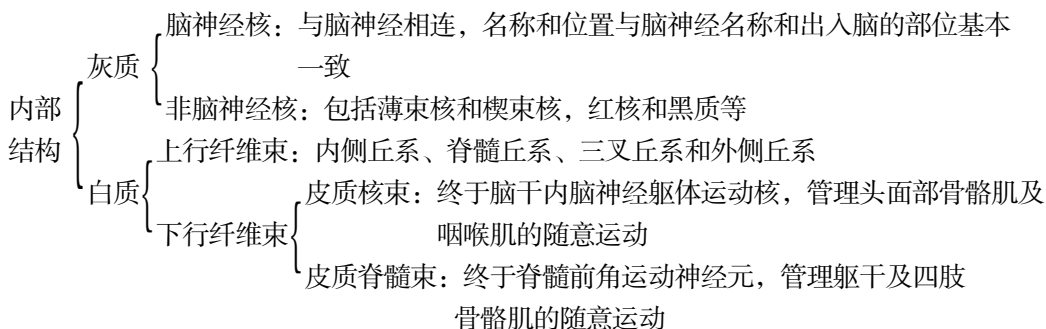 脑神经核：与脑神经相连，名称和位置与脑神经名称和出入脑的部位基本
灰质
一致
内部
非脑神经核：包括薄束核和楔束核，红核和黑质等
结构
上行纤维束：内侧丘系、脊髓丘系、三叉丘系和外侧丘系
白质
皮质核束：终于脑干内脑神经躯体运动核，管理头面部骨骼肌及
下行纤维束
咽喉肌的随意运动
皮质脊髓束：终于脊髓前角运动神经元，管理躯干及四肢
骨骼肌的随意运动